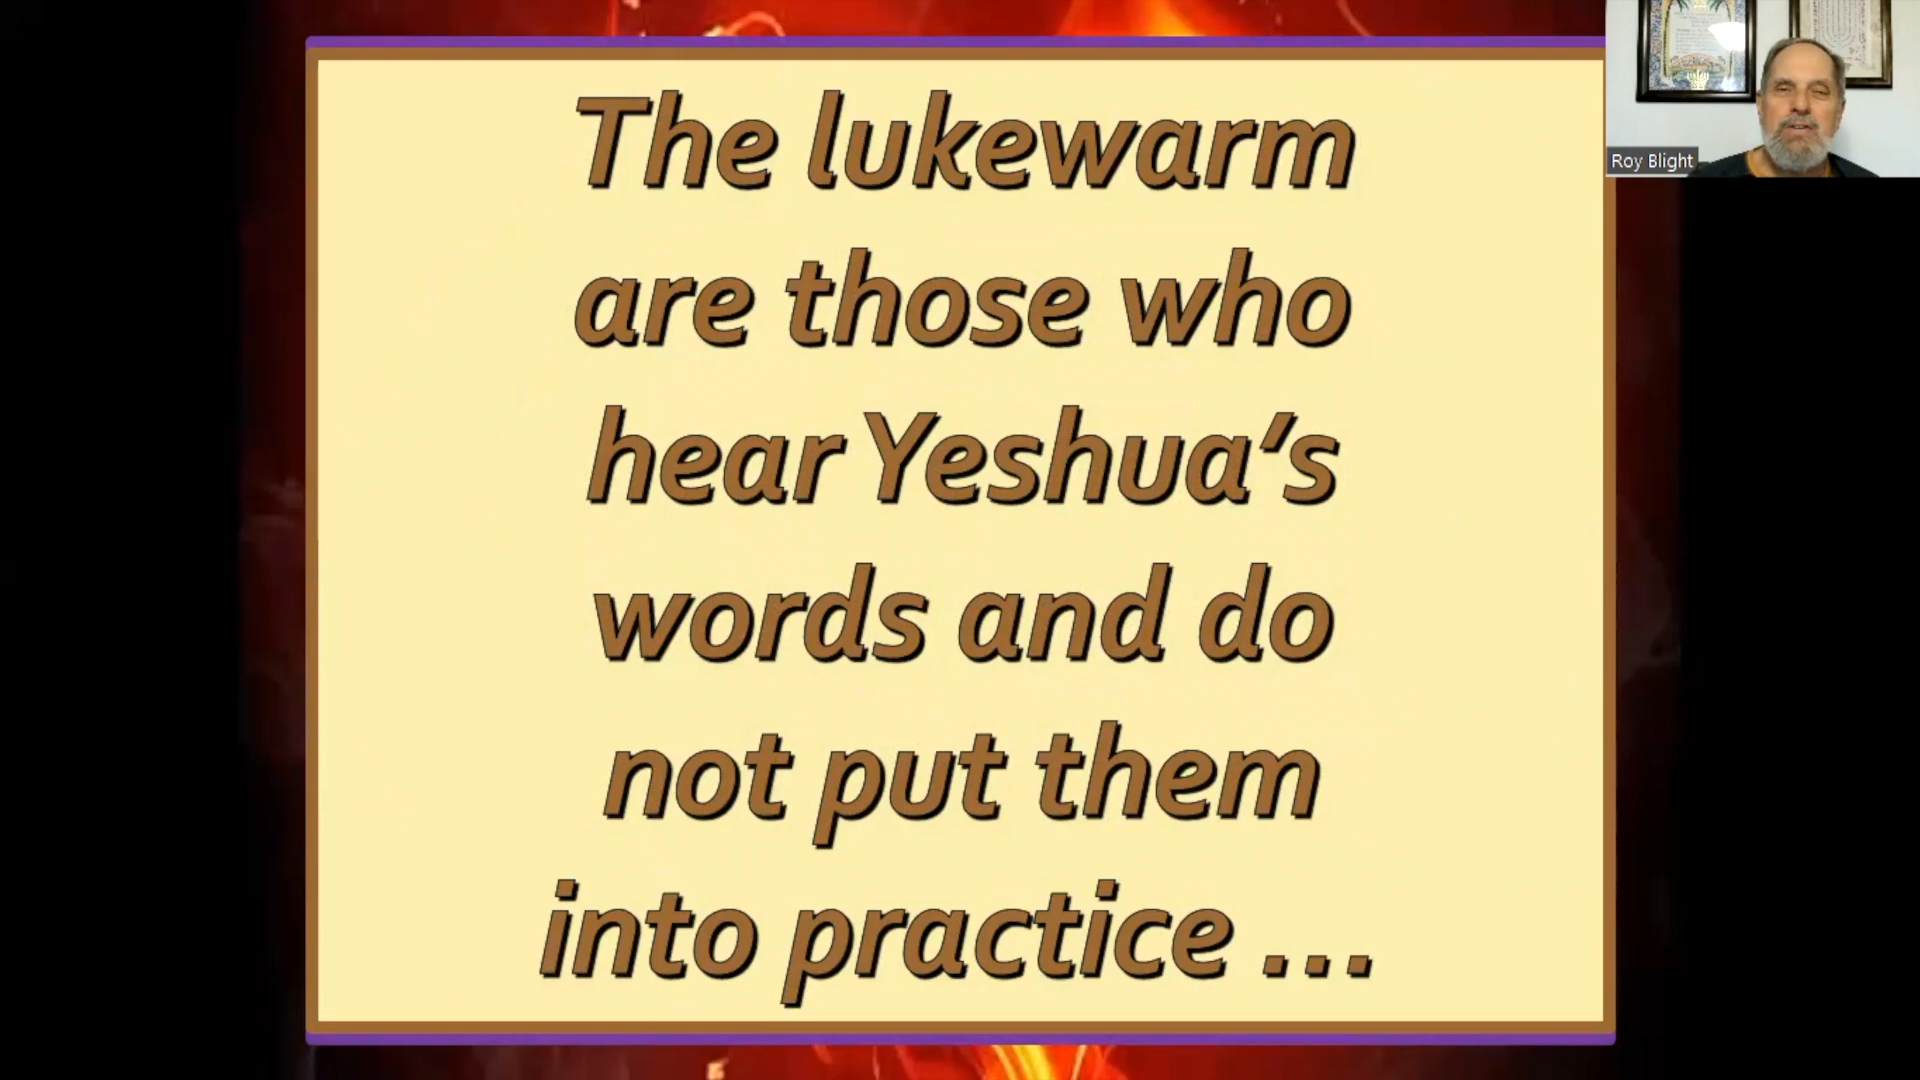 The lukewarm
are those who
hear Yeshua's
words and do
not put them
into practice ...
Roy Blight